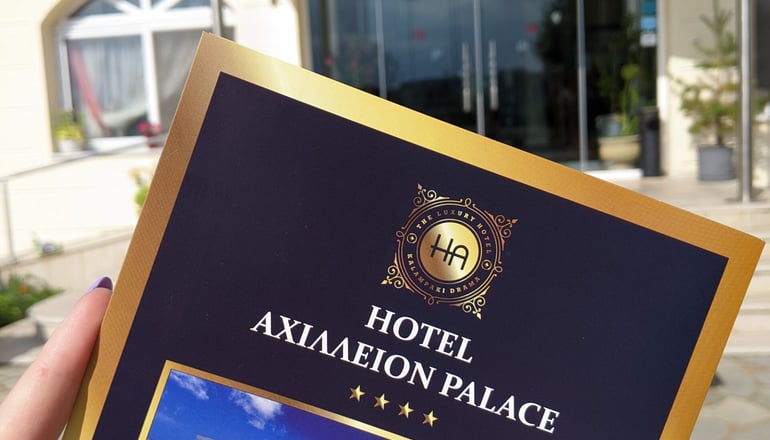 THE LUXURY HOTEL
HA
KALAMPAKI DRAMA
HOTEL
ΑΧΙΛΛΕΙΟΝ PALACE